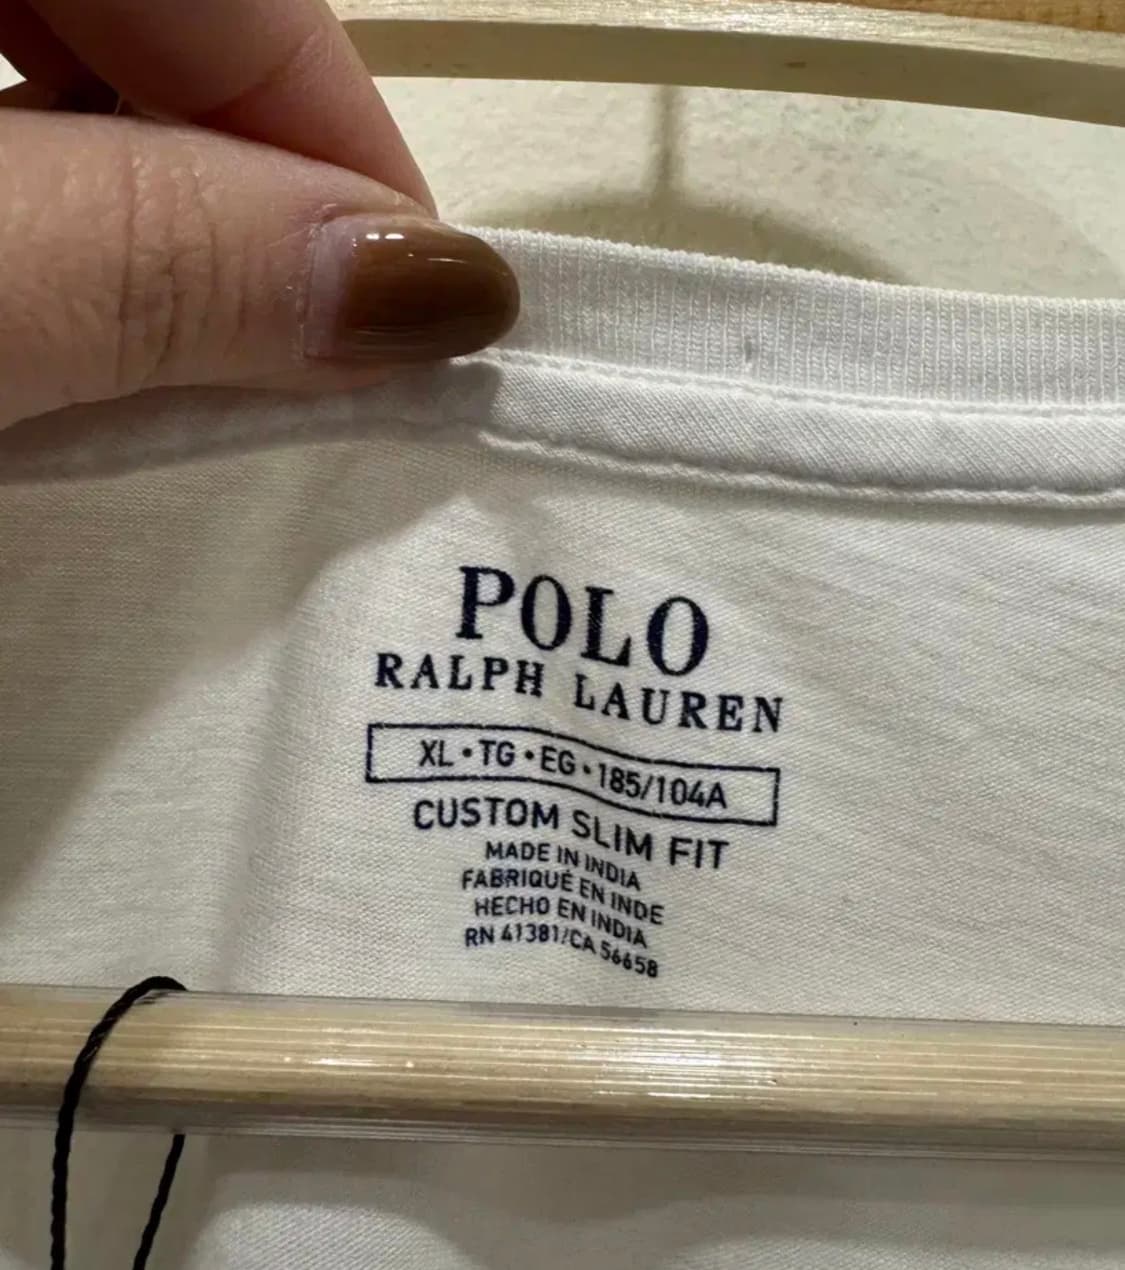 POLO
RALPH LAUREN
XL • TG • EG • 185/104A
CUSTOM SLIM FIT
MADE IN INDIA
FABRIQUÉ EN INDE
HECHO EN INDIA
RN 41381/CA 56658